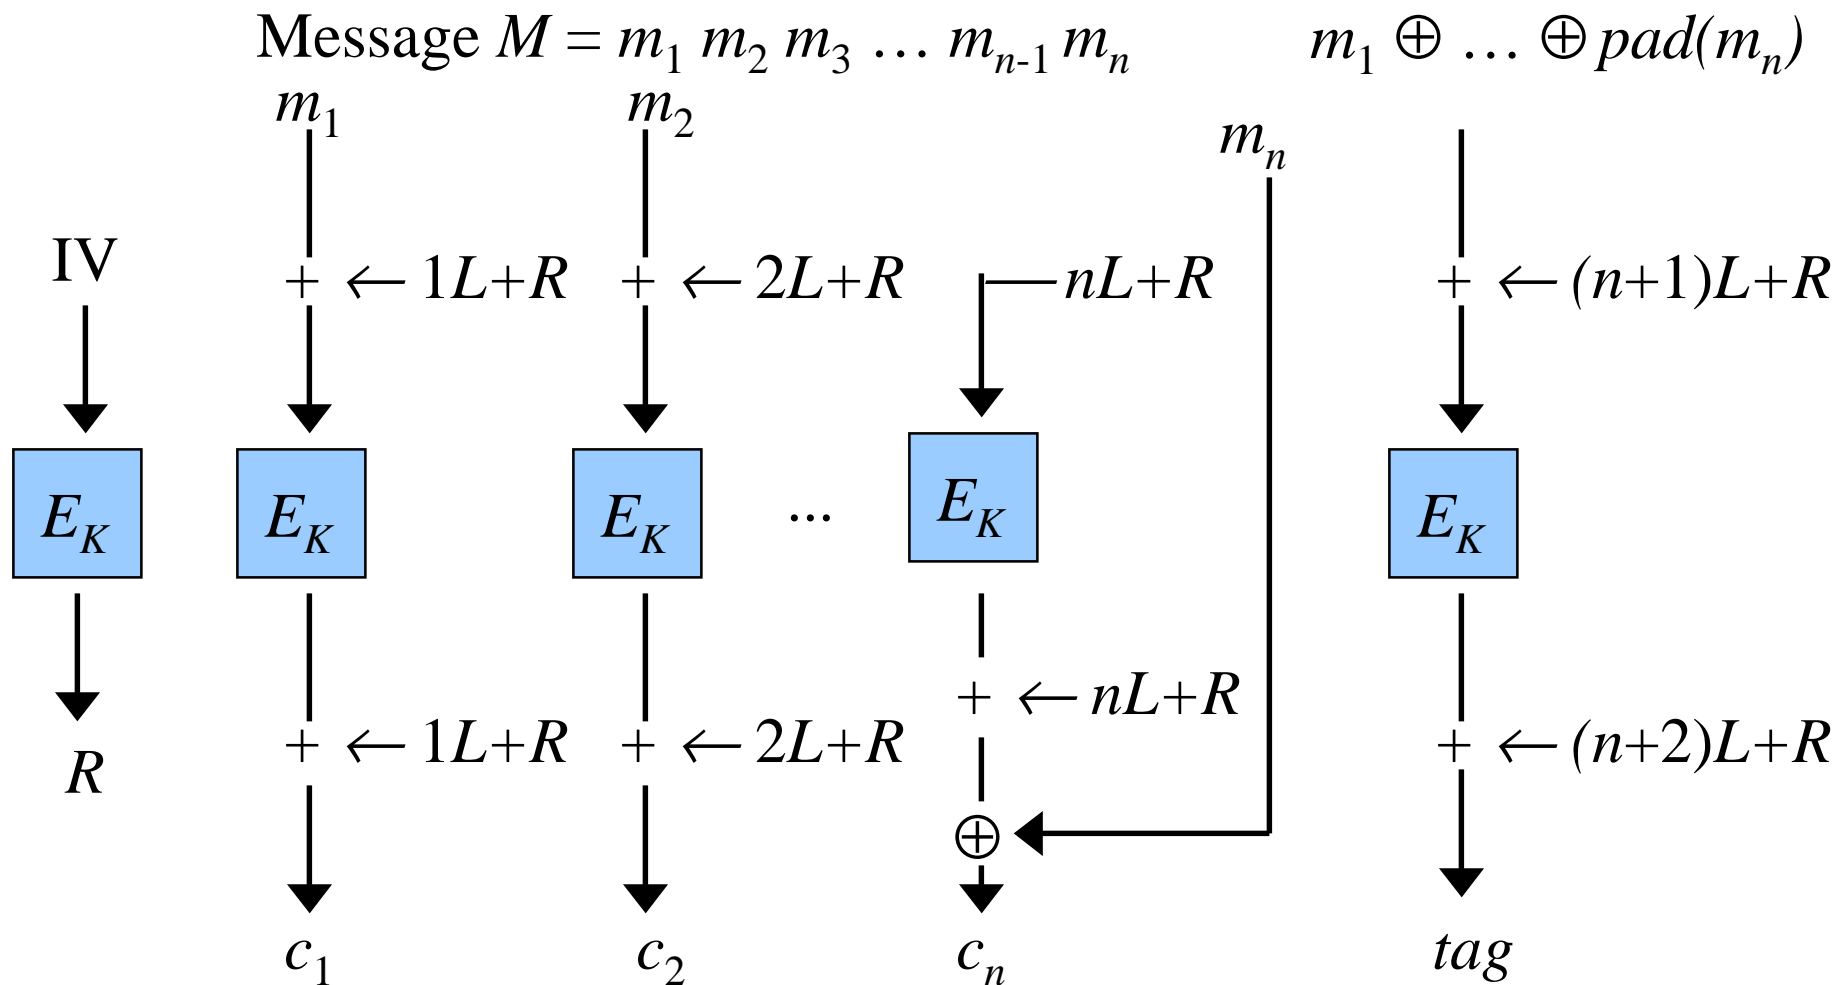 Message M = m1 m2 m3 … mn-1 mn
m1 ⊕ … ⊕ pad(mn)
m1
m2
mn
IV
+ ← 1L+R
+ ← 2L+R
nL+R
+ ← (n+1)L+R
EK
EK
EK
...
EK
EK
+ ← nL+R
R
+ ← 1L+R
+ ← 2L+R
+ ← (n+2)L+R
⊕
c1
c2
cn
tag